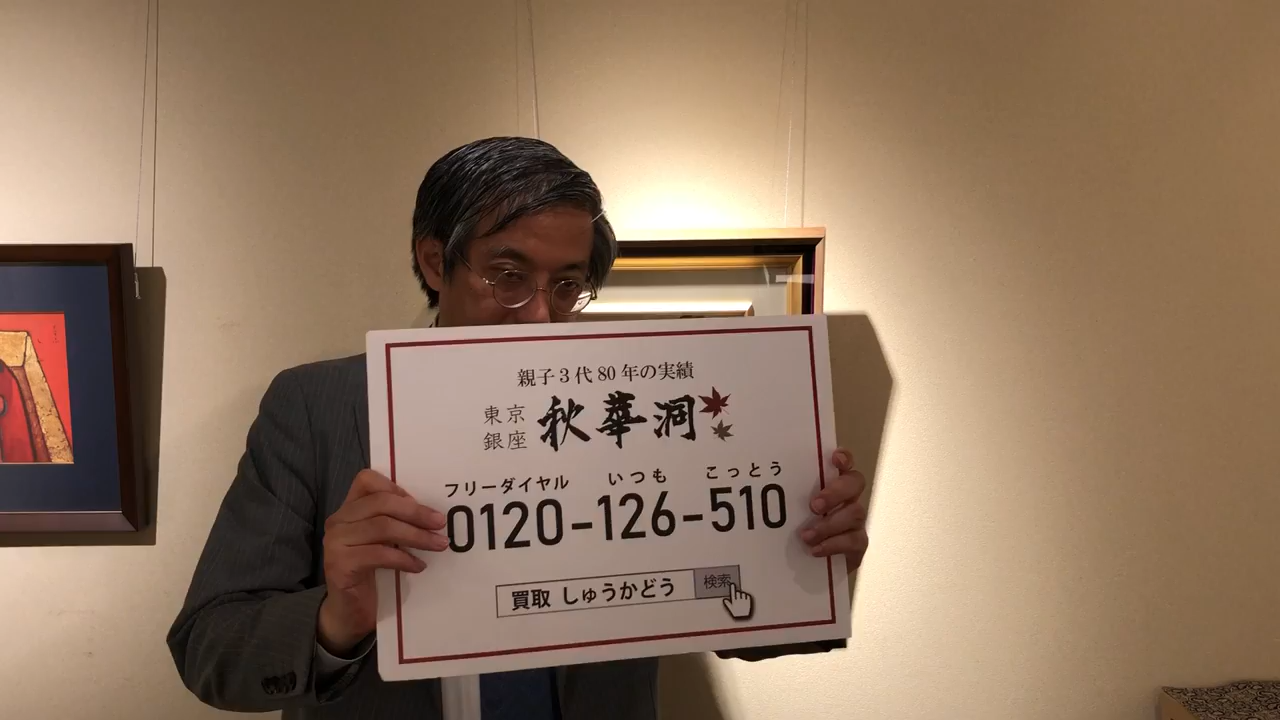 親子3代80年の実績
東京
銀座
秋華洞
フリーダイヤル いつも こっとう
0120-126-510
買取 しゅうかどう 検索